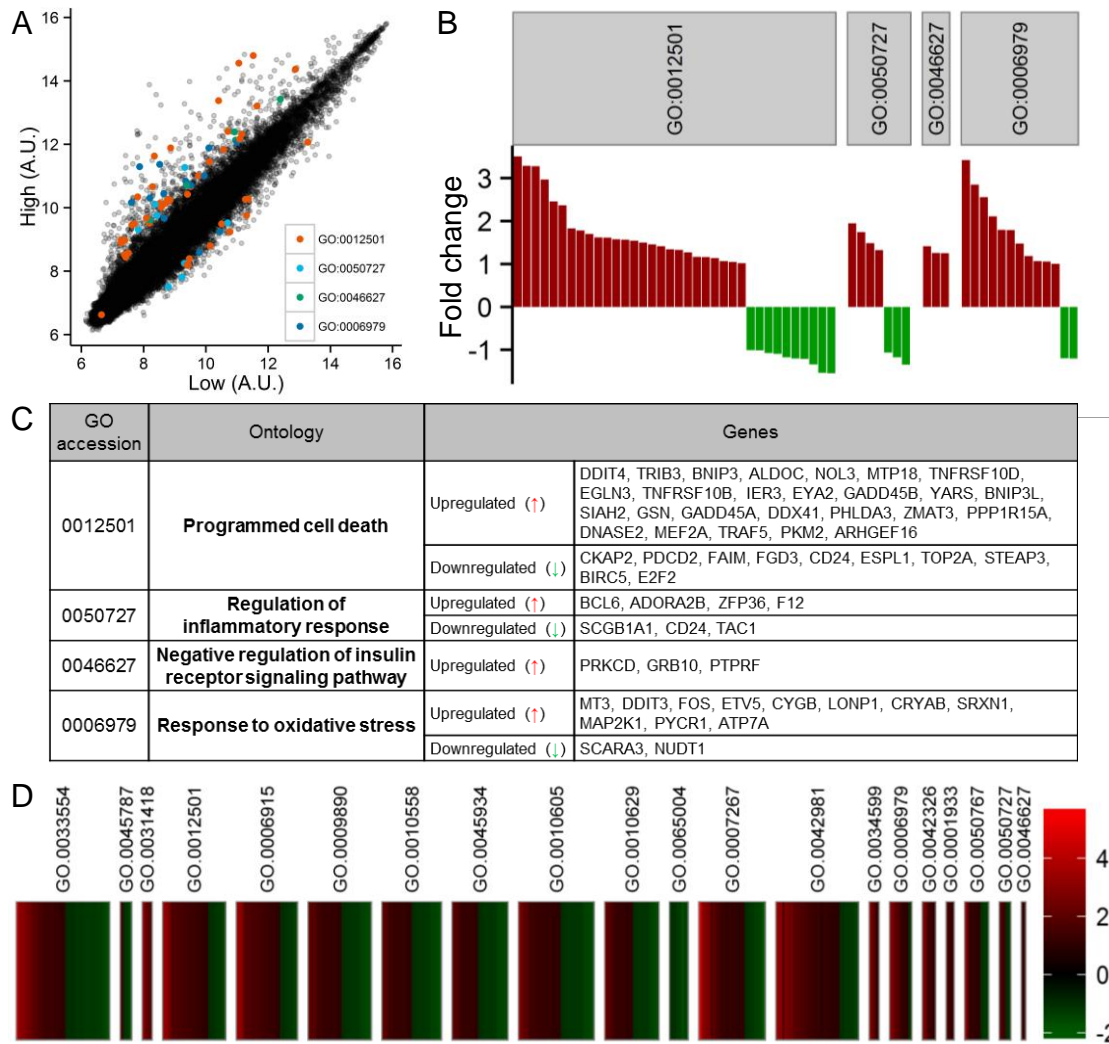 A
16
14
12
10
8
6
High (A.U.)
6
8
10
12
14
16
Low (A.U.)
GO:0012501
GO:0050727
GO:0046627
GO:0006979
B
GO:0012501
GO:0050727
GO:0046627
GO:0006979
Fold change
3
2
1
0
-1
C
GO accession
Ontology
Genes
0012501
Programmed cell death
Upregulated (↑)
DDIT4, TRIB3, BNIP3, ALDOC, NOL3, MTP18, TNFRSF10D,
EGLN3, TNFRSF10B, IER3, EYA2, GADD45B, YARS, BNIP3L,
SIAH2, GSN, GADD45A, DDX41, PHLDA3, ZMAT3, PPP1R15A,
DNASE2, MEF2A, TRAF5, PKM2, ARHGEF16
Downregulated (↓)
CKAP2, PDCD2, FAIM, FGD3, CD24, ESPL1, TOP2A, STEAP3,
BIRC5, E2F2
0050727
Regulation of
inflammatory response
Upregulated (↑)
BCL6, ADORA2B, ZFP36, F12
Downregulated (↓)
SCGB1A1, CD24, TAC1
0046627
Negative regulation of insulin
receptor signaling pathway
Upregulated (↑)
PRKCD, GRB10, PTPRF
0006979
Response to oxidative stress
Upregulated (↑)
MT3, DDIT3, FOS, ETV5, CYGB, LONP1, CRYAB, SRXN1,
MAP2K1, PYCR1, ATP7A
Downregulated (↓)
SCARA3, NUDT1
D
GO.0033554
GO.0045787
GO.0031418
GO.0012501
GO.0006915
GO.0009890
GO.0010558
GO.0045934
GO.0010605
GO.0010629
GO.0065004
GO.0007267
GO.0042981
GO.0034599
GO.0006979
GO.0042326
GO.0001933
GO.0050767
GO.0050727
GO.0046627
4
2
0
-2